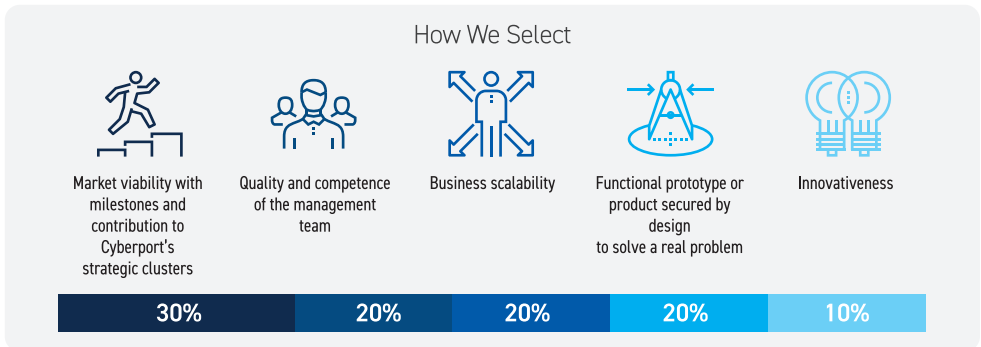 How We Select
Market viability with
milestones and
contribution to
Cyberport's
strategic clusters
Quality and competence
of the management
team
Business scalability
Functional prototype or
product secured by
design
to solve a real problem
Innovativeness
30%
20%
20%
20%
10%